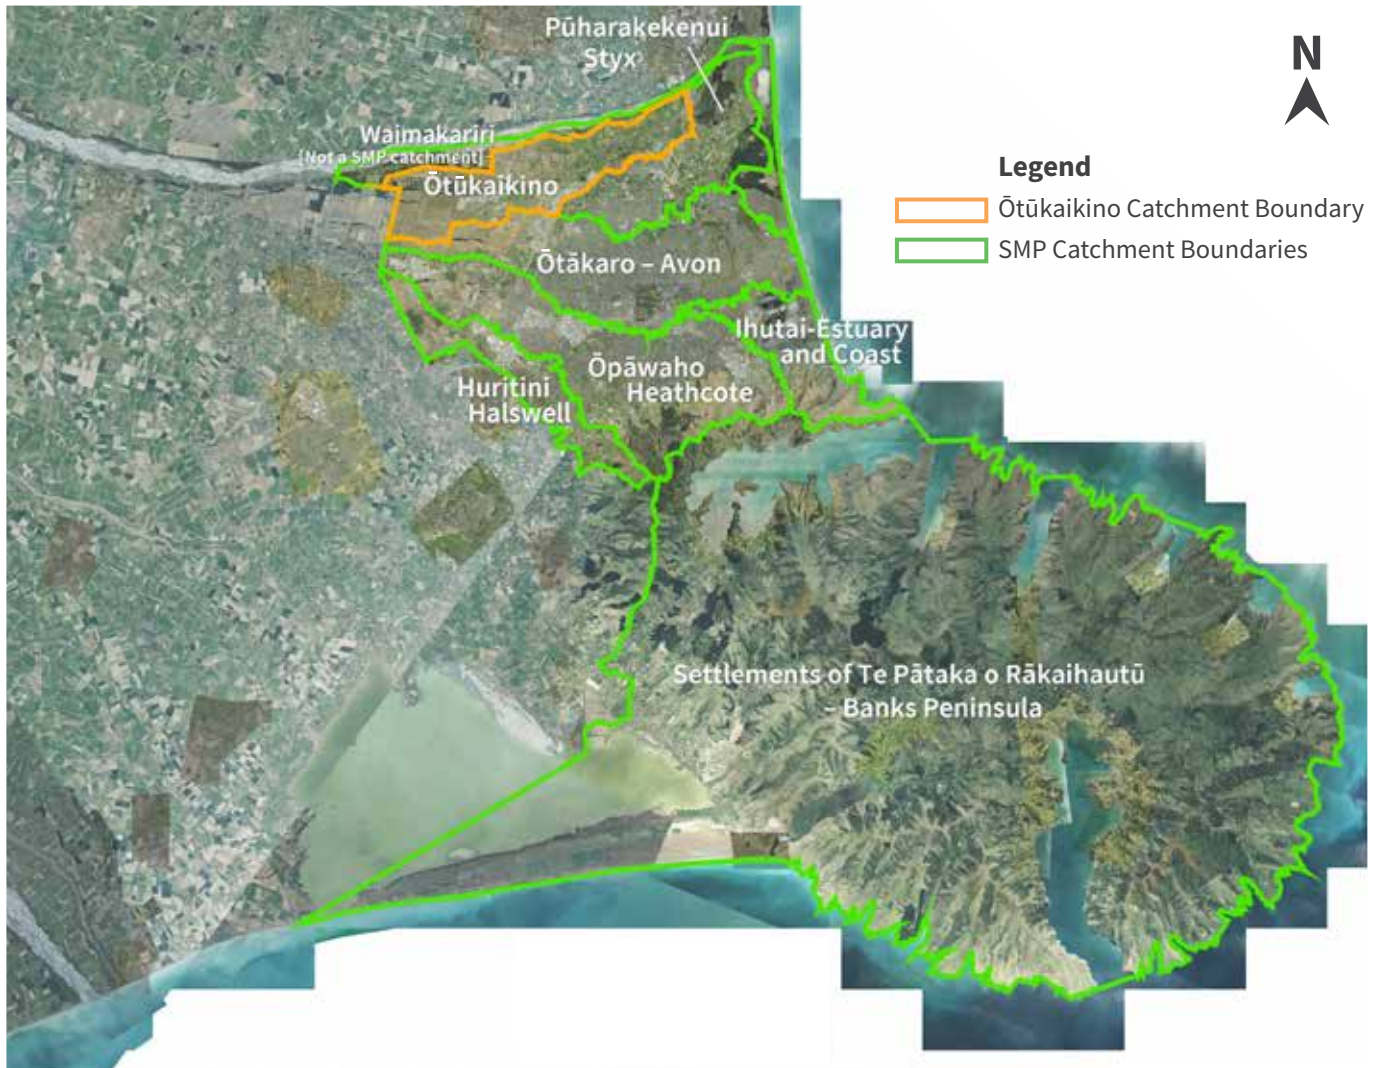 Pūharakekenui
Styx
N
Waimakariri
[Not a SMP catchment]
Ōtūkaikino
Legend
Ōtūkaikino Catchment Boundary
SMP Catchment Boundaries
Ōtākaro – Avon
Ihutai-Estuary
and Coast
Ōpāwaho
Heathcote
Huritini
Halswell
Settlements of Te Pātaka o Rākaihautū
– Banks Peninsula